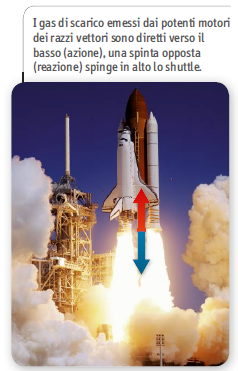 I gas di scarico emessi dai potenti motori
dei razzi vettori sono diretti verso il
basso (azione), una spinta opposta
(reazione) spinge in alto lo shuttle.